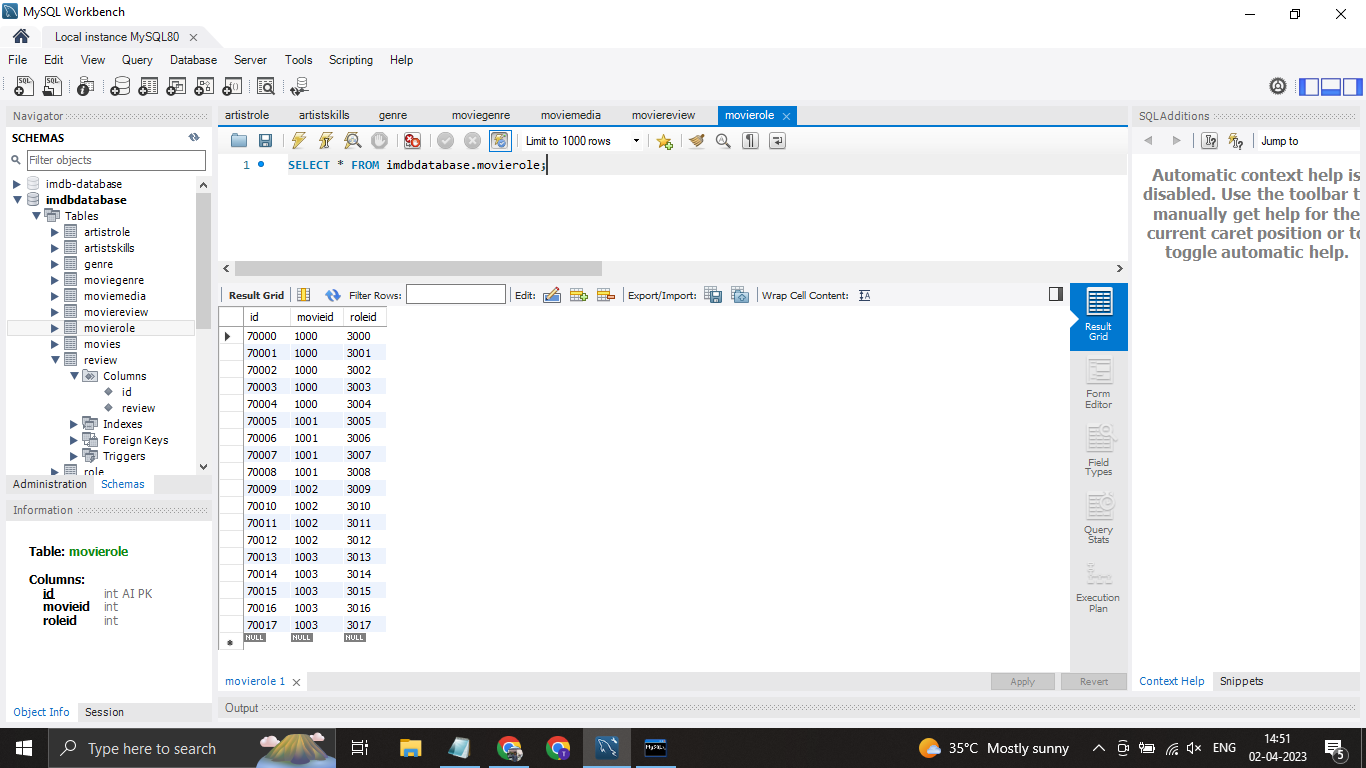 MySQL Workbench
Local instance MySQL80
File Edit View Query Database Server Tools Scripting Help
Navigator
SCHEMAS
Filter objects
imdb-database
imdbdatabase
Tables
artistrole
artistskills
genre
moviegenre
moviemedia
moviereview
movierole
movies
review
Columns
id
review
Indexes
Foreign Keys
Triggers
role
Administration Schemas
Information
Table: movierole
Columns:
id int AI PK
movieid int
roleid int
Object Info Session
artistrole artistskills genre moviegenre moviemedia moviereview movierole
Limit to 1000 rows
1 SELECT * FROM imdbdatabase.movierole;
Result Grid Filter Rows: Edit: Export/Import: Wrap Cell Content:
id movieid roleid
70000 1000 3000
70001 1000 3001
70002 1000 3002
70003 1000 3003
70004 1000 3004
70005 1001 3005
70006 1001 3006
70007 1001 3007
70008 1001 3008
70009 1002 3009
70010 1002 3010
70011 1002 3011
70012 1002 3012
70013 1003 3013
70014 1003 3014
70015 1003 3015
70016 1003 3016
70017 1003 3017
NULL NULL NULL
Result
Grid
Form
Editor
Field
Types
Query
Stats
Execution
Plan
movierole 1
Apply Revert
Output
SQLAdditions
Jump to
Automatic context help is
disabled. Use the toolbar t
manually get help for the
current caret position or to
toggle automatic help.
Context Help Snippets
Type here to search
35°C Mostly sunny
ENG
14:51
02-04-2023
5